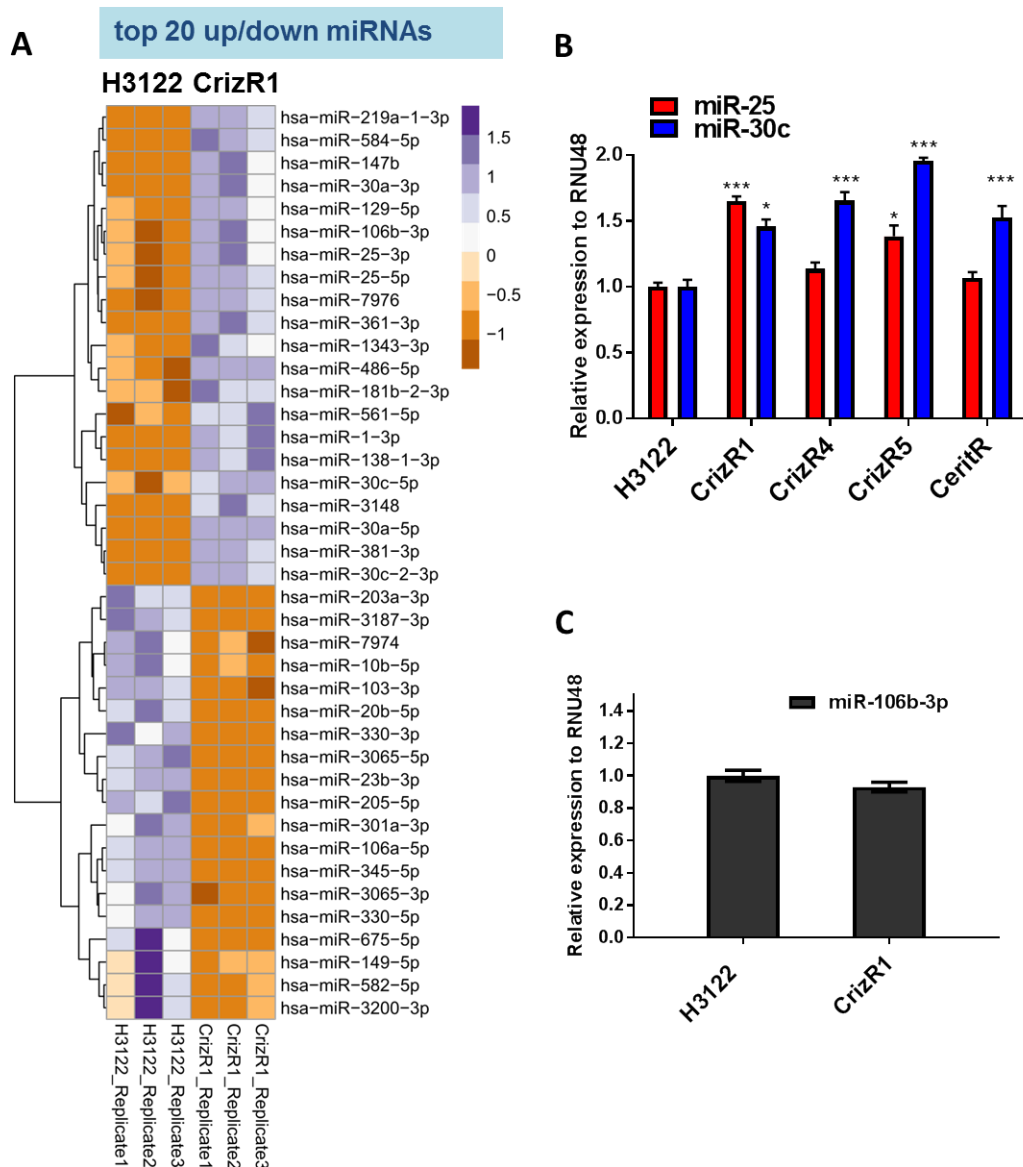 A
top 20 up/down miRNAs
H3122 CrizR1
hsa−miR−219a−1−3p
hsa−miR−584−5p
hsa−miR−147b
hsa−miR−30a−3p
hsa−miR−129−5p
hsa−miR−106b−3p
hsa−miR−25−3p
hsa−miR−25−5p
hsa−miR−7976
hsa−miR−361−3p
hsa−miR−1343−3p
hsa−miR−486−5p
hsa−miR−181b−2−3p
hsa−miR−561−5p
hsa−miR−1−3p
hsa−miR−138−1−3p
hsa−miR−30c−5p
hsa−miR−3148
hsa−miR−30a−5p
hsa−miR−381−3p
hsa−miR−30c−2−3p
hsa−miR−203a−3p
hsa−miR−3187−3p
hsa−miR−7974
hsa−miR−10b−5p
hsa−miR−103−3p
hsa−miR−20b−5p
hsa−miR−330−3p
hsa−miR−3065−5p
hsa−miR−23b−3p
hsa−miR−205−5p
hsa−miR−301a−3p
hsa−miR−106a−5p
hsa−miR−345−5p
hsa−miR−3065−3p
hsa−miR−330−5p
hsa−miR−675−5p
hsa−miR−149−5p
hsa−miR−582−5p
hsa−miR−3200−3p
1.5
1
0.5
0
−0.5
−1
H3122_Replicate1
H3122_Replicate2
H3122_Replicate3
CrizR1_Replicate1
CrizR1_Replicate2
CrizR1_Replicate3
B
miR-25
miR-30c
Relative expression to RNU48
2.0
1.5
1.0
0.5
0.0
***
*
***
*
***
***
H3122
CrizR1
CrizR4
CrizR5
CeritR
C
miR-106b-3p
Relative expression to RNU48
1.4
1.2
1.0
0.8
0.6
0.4
0.2
0.0
H3122
CrizR1